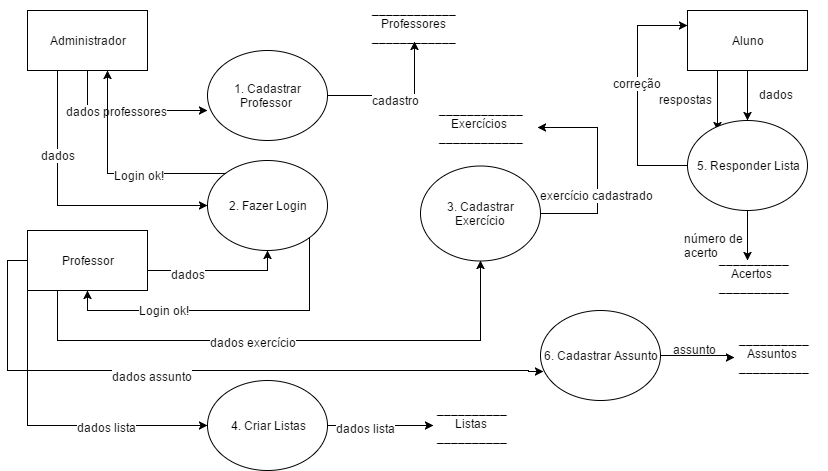 Administrador
1. Cadastrar
Professor
Professores
Aluno
dados professores
cadastro
correção
respostas
dados
Exercícios
dados
Login ok!
5. Responder Lista
2. Fazer Login
3. Cadastrar
Exercício
exercício cadastrado
Professor
dados
número de
acerto
Acertos
Login ok!
dados exercício
6. Cadastrar Assunto
assunto
Assuntos
dados assunto
4. Criar Listas
dados lista
dados lista
Listas